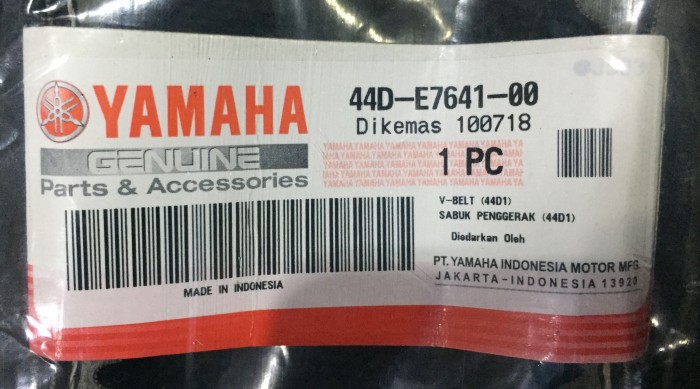 YAMAHA
GENUINE
Parts & Accessories
44D-E7641-00
Dikemas 100718
1 PC
V-BELT (44D1)
SABUK PENGGERAK (44D1)
Diedarkan Oleh
PT. YAMAHA INDONESIA MOTOR MFG.
JAKARTA-INDONESIA 13920
MADE IN INDONESIA